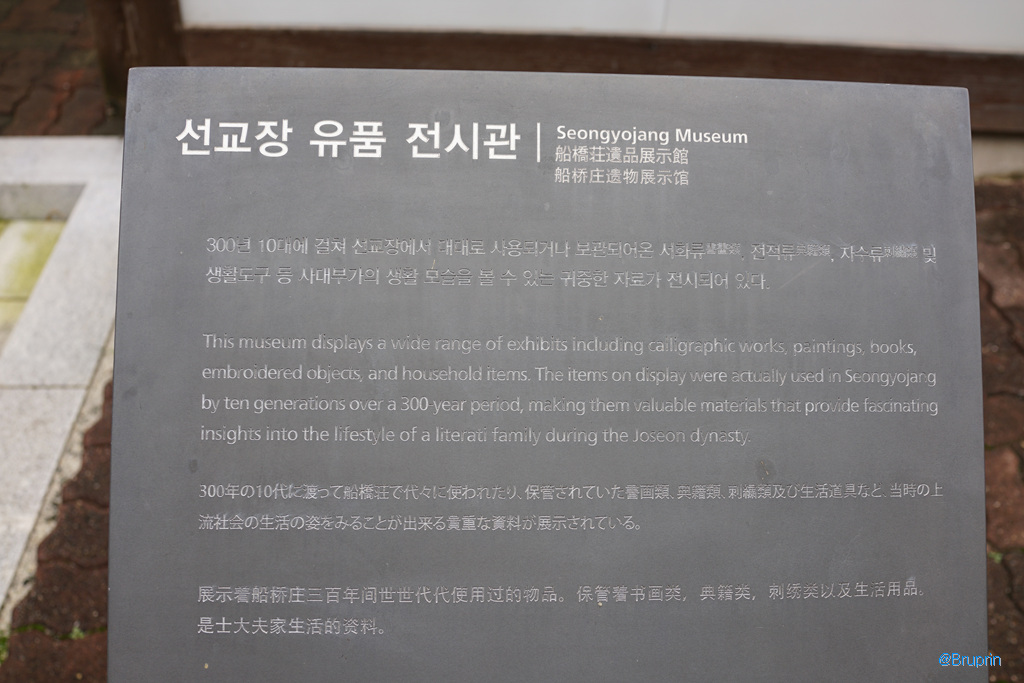 선교장 유품 전시관
Seongyojang Museum
船橋荘遺品展示館
船桥庄遗物展示馆
300년 10대에 걸쳐 선교장에서 대대로 사용되거나 보관되어온 서화류, 전적류, 자수류 및
생활도구 등 사대부가의 생활 모습을 볼 수 있는 귀중한 자료가 전시되어 있다.
This museum displays a wide range of exhibits including calligraphic works, paintings, books,
embroidered objects, and household items. The items on display were actually used in Seongyojang
by ten generations over a 300-year period, making them valuable materials that provide fascinating
insights into the lifestyle of a literati family during the Joseon dynasty.
300年の10代に渡って船橋荘で代々に使われたり、保管されていた書画類、典籍類、刺繍類及び生活道具など、当時の上
流社会の生活の姿をみることが出来る貴重な資料が展示されている。
展示着船桥庄三百年间世世代代使用过的物品。保管着书画类，典籍类，刺绣类以及生活用品。
是士大夫家生活的资料。
@Bruprin